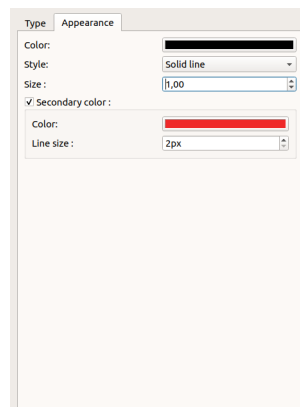 Type Appearance
Color:
Style: Solid line
Size : 1,00
Secondary color :
Color:
Line size : 2px